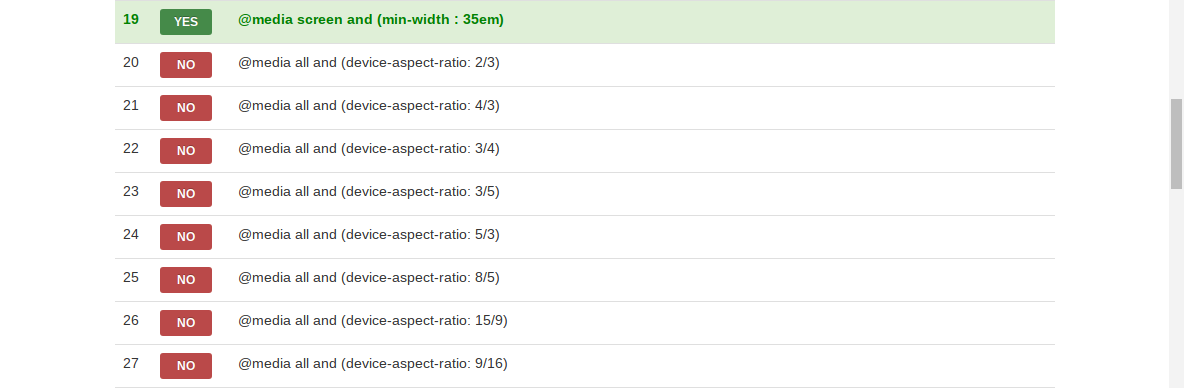 19 YES @media screen and (min-width : 35em)
20 NO @media all and (device-aspect-ratio: 2/3)
21 NO @media all and (device-aspect-ratio: 4/3)
22 NO @media all and (device-aspect-ratio: 3/4)
23 NO @media all and (device-aspect-ratio: 3/5)
24 NO @media all and (device-aspect-ratio: 5/3)
25 NO @media all and (device-aspect-ratio: 8/5)
26 NO @media all and (device-aspect-ratio: 15/9)
27 NO @media all and (device-aspect-ratio: 9/16)